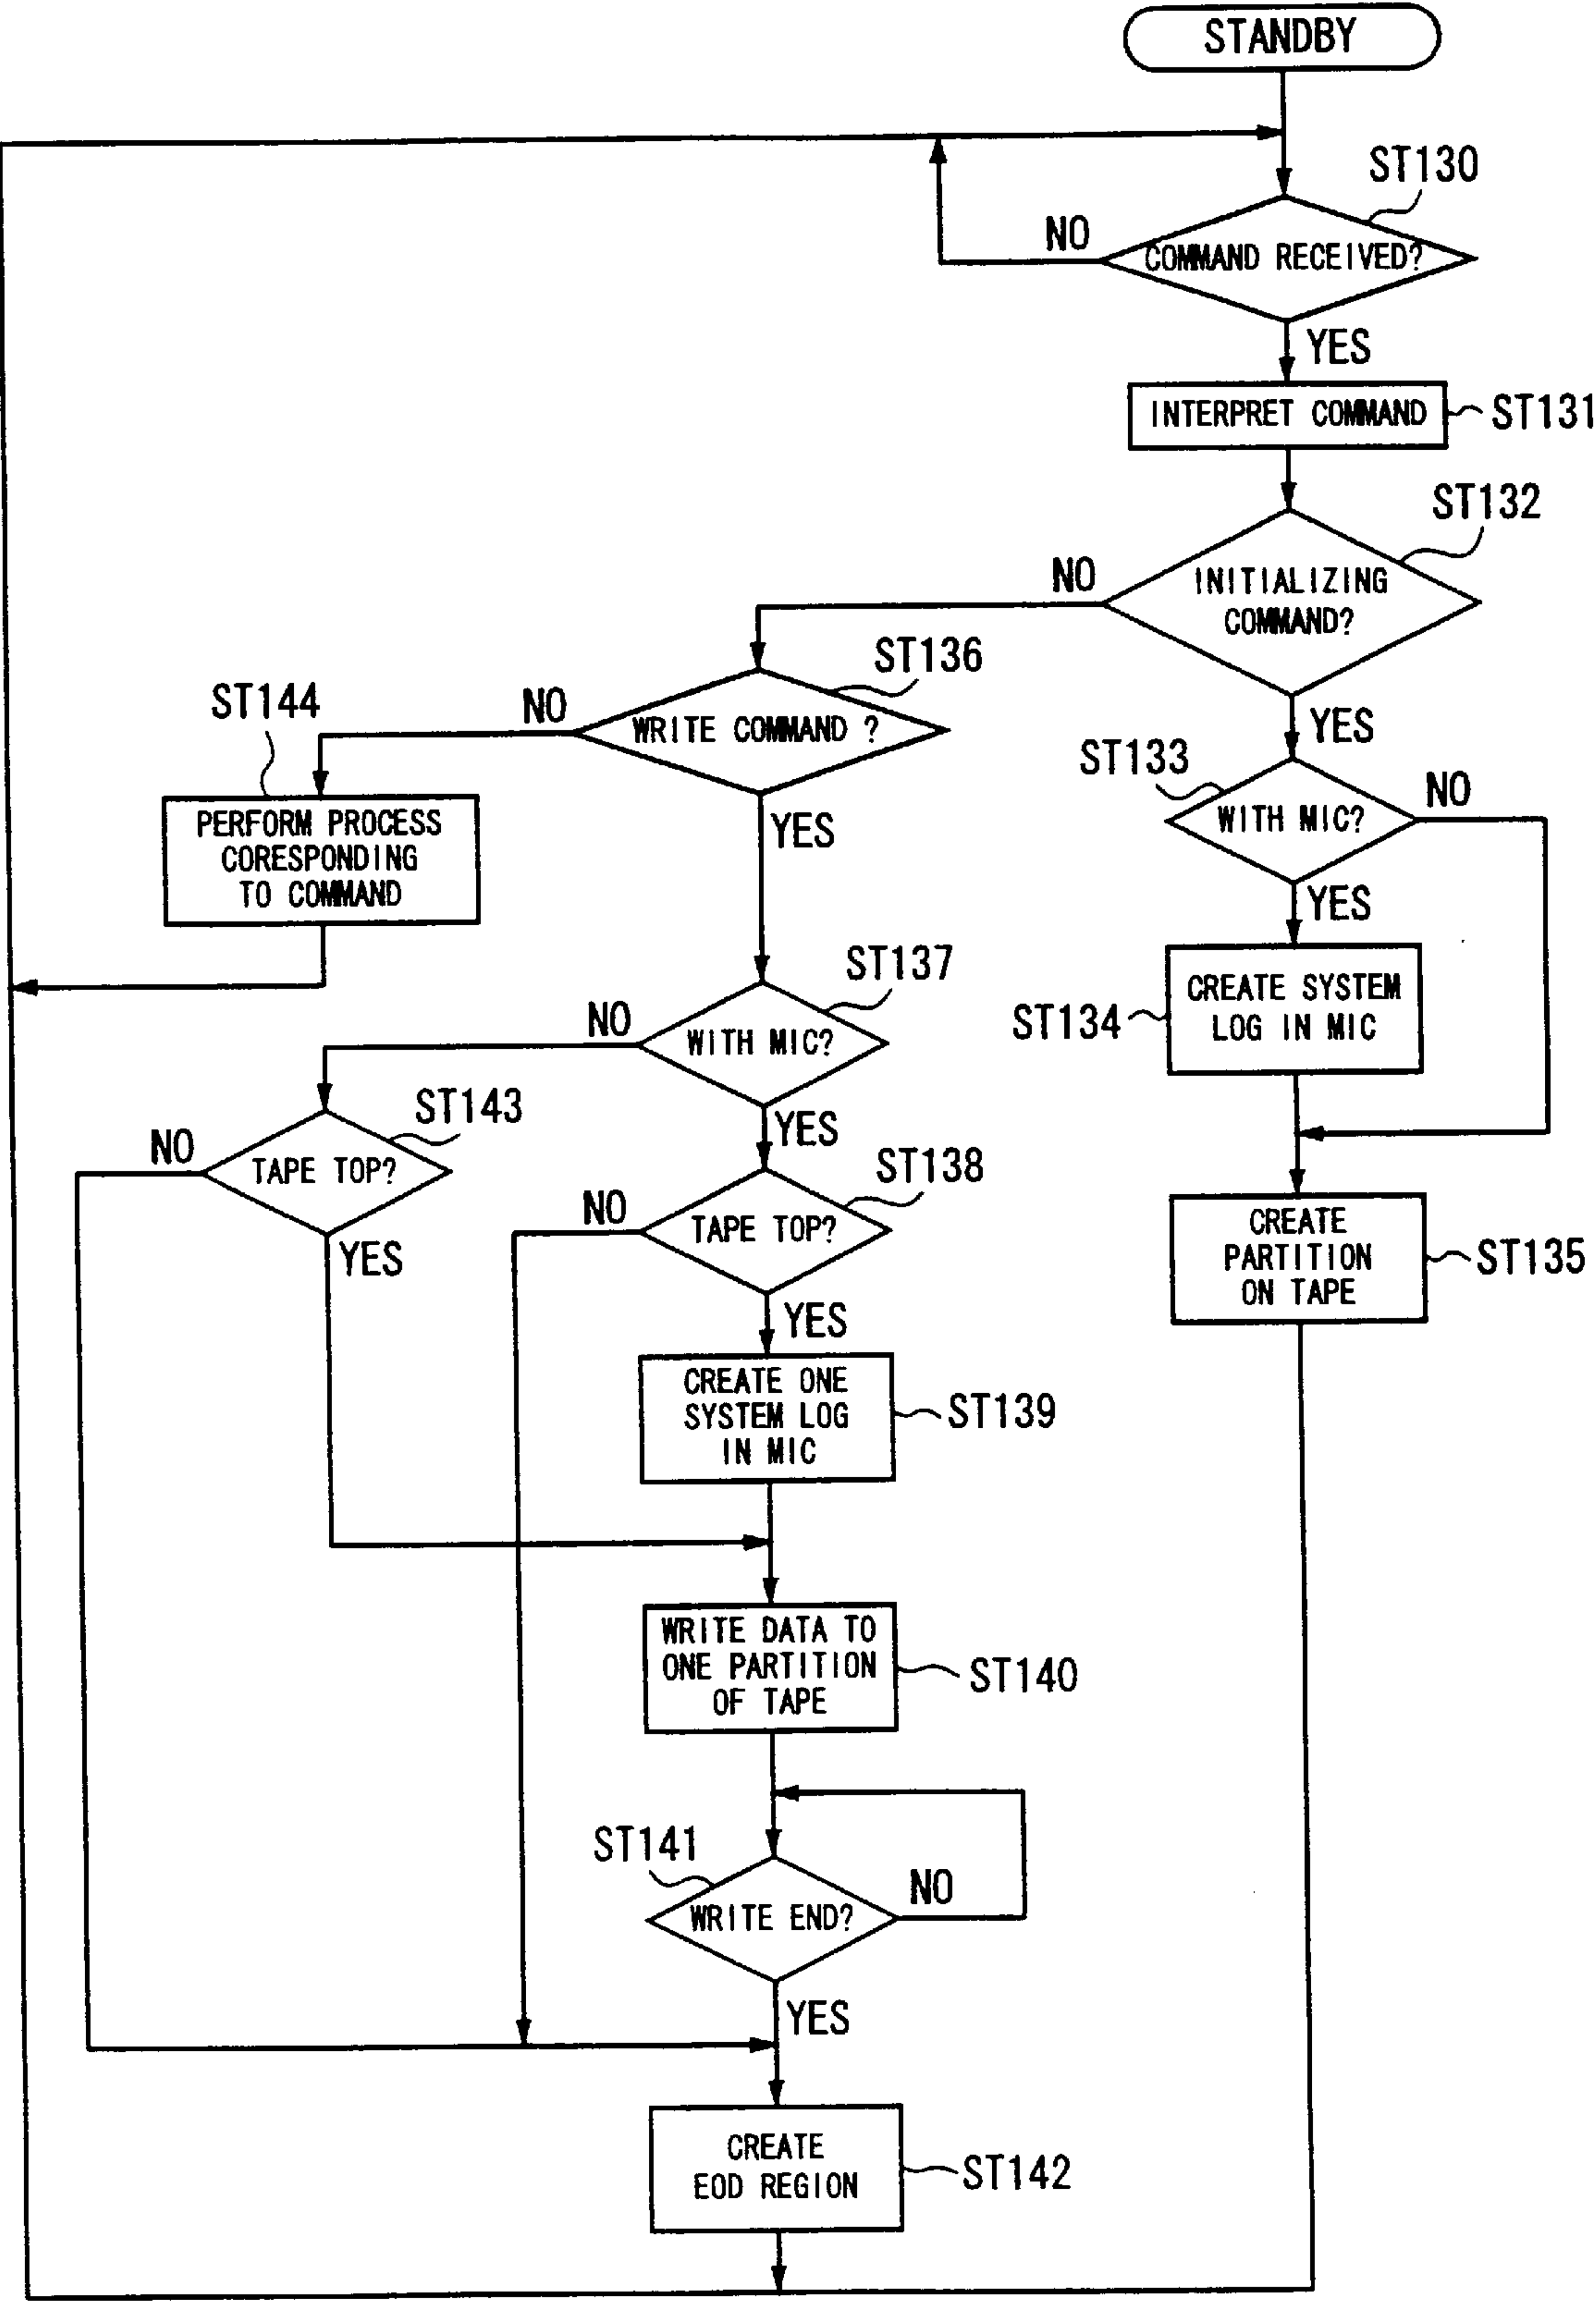 STANDBY
ST130
NO
COMMAND RECEIVED?
YES
INTERPRET COMMAND
ST131
ST132
NO
INITIALIZING
COMMAND?
ST136
ST144
NO
WRITE COMMAND ?
YES
ST133
WITH MIC?
NO
PERFORM PROCESS
CORESPONDING
TO COMMAND
YES
YES
ST137
NO
WITH MIC?
CREATE SYSTEM
LOG IN MIC
ST134
ST143
YES
NO
TAPE TOP?
ST138
NO
TAPE TOP?
YES
CREATE
PARTITION
ON TAPE
ST135
YES
CREATE ONE
SYSTEM LOG
IN MIC
ST139
WRITE DATA TO
ONE PARTITION
OF TAPE
ST140
ST141
NO
WRITE END?
YES
CREATE
EOD REGION
ST142